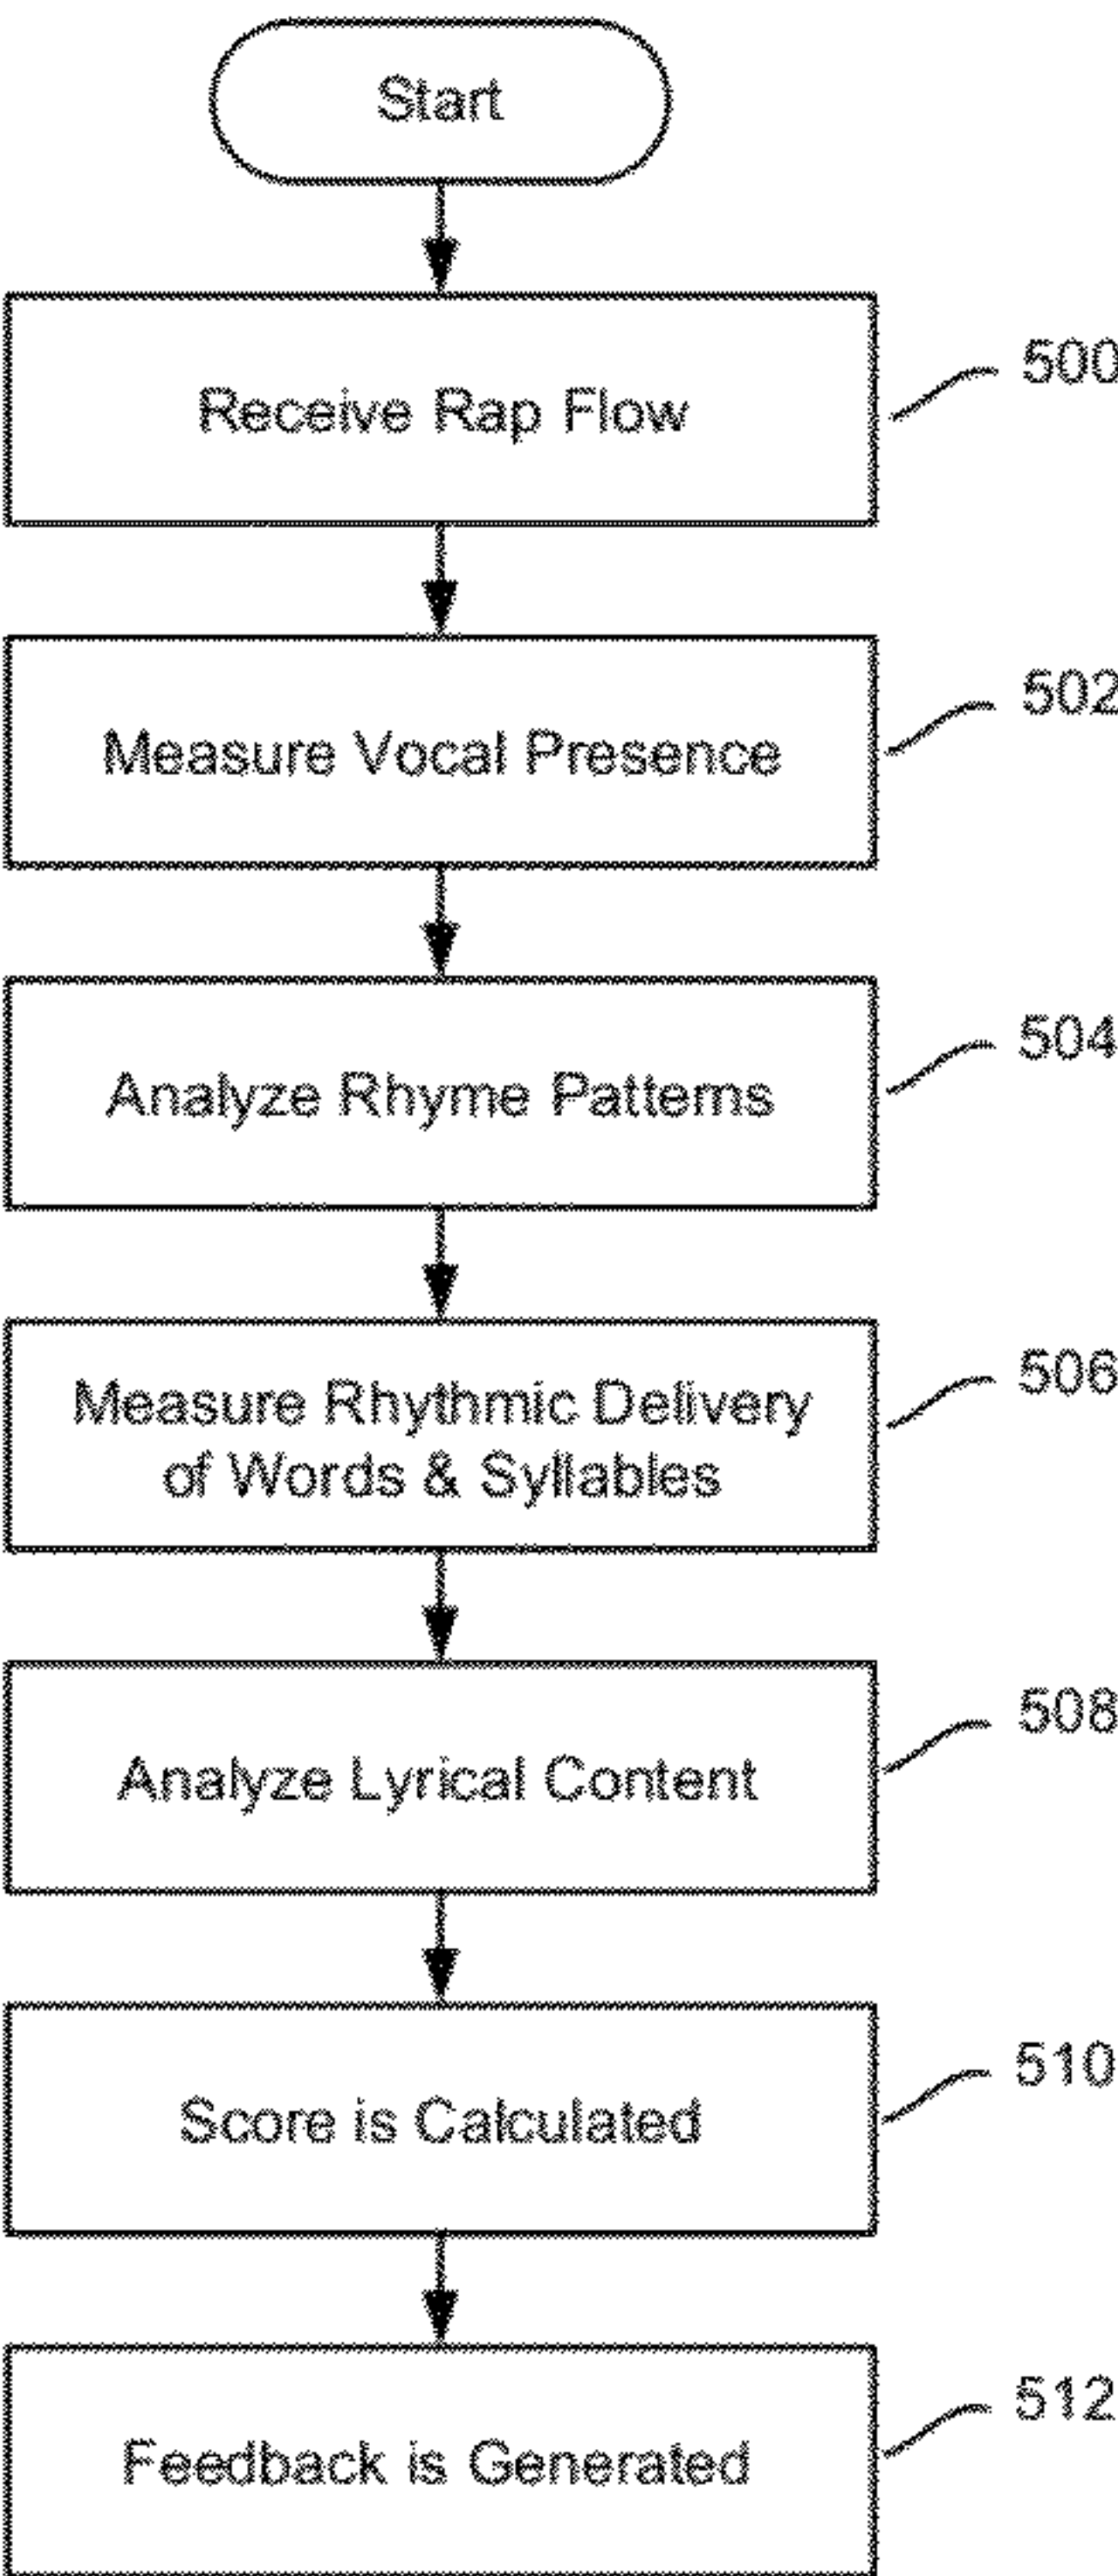 Start
Receive Rap Flow
500
Measure Vocal Presence
502
Analyze Rhyme Patterns
504
Measure Rhythmic Delivery
of Words & Syllables
506
Analyze Lyrical Content
508
Score is Calculated
510
Feedback is Generated
512